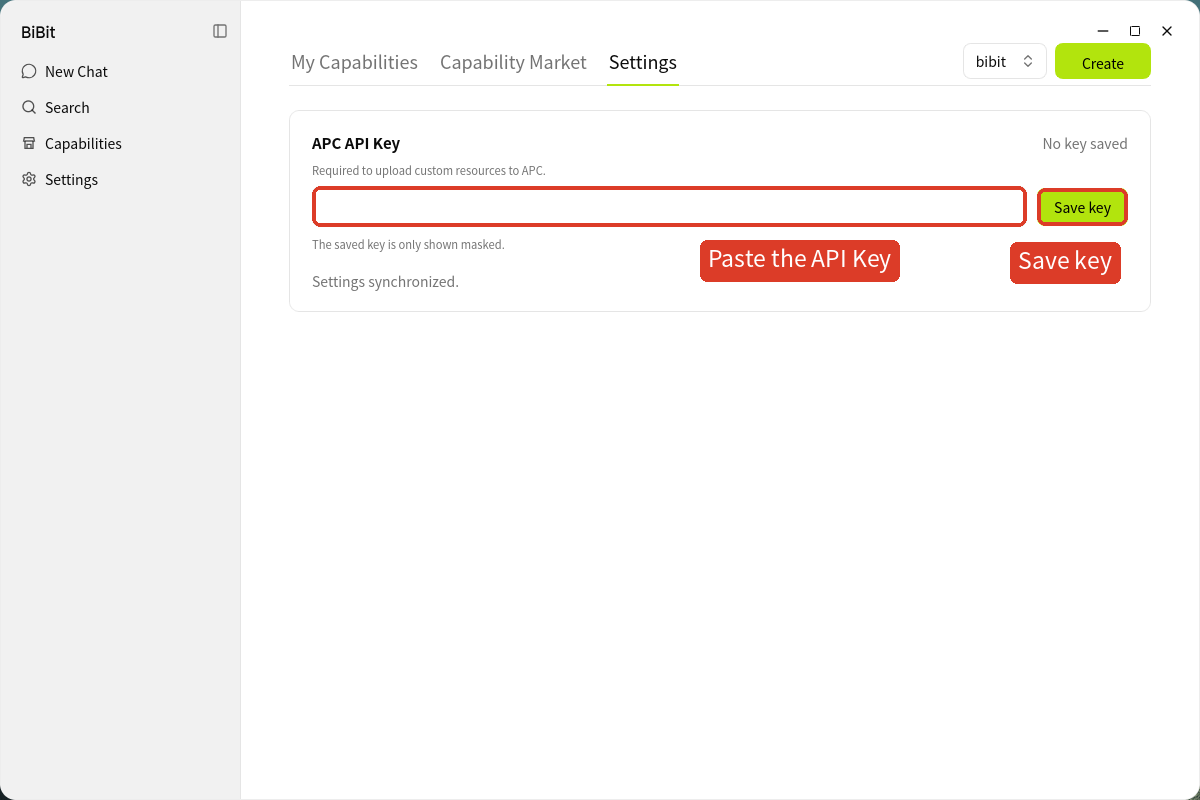 BiBit
New Chat
Search
Capabilities
Settings
My Capabilities
Capability Market
Settings
bibit
Create
APC API Key
No key saved
Required to upload custom resources to APC.
Save key
The saved key is only shown masked.
Paste the API Key
Save key
Settings synchronized.